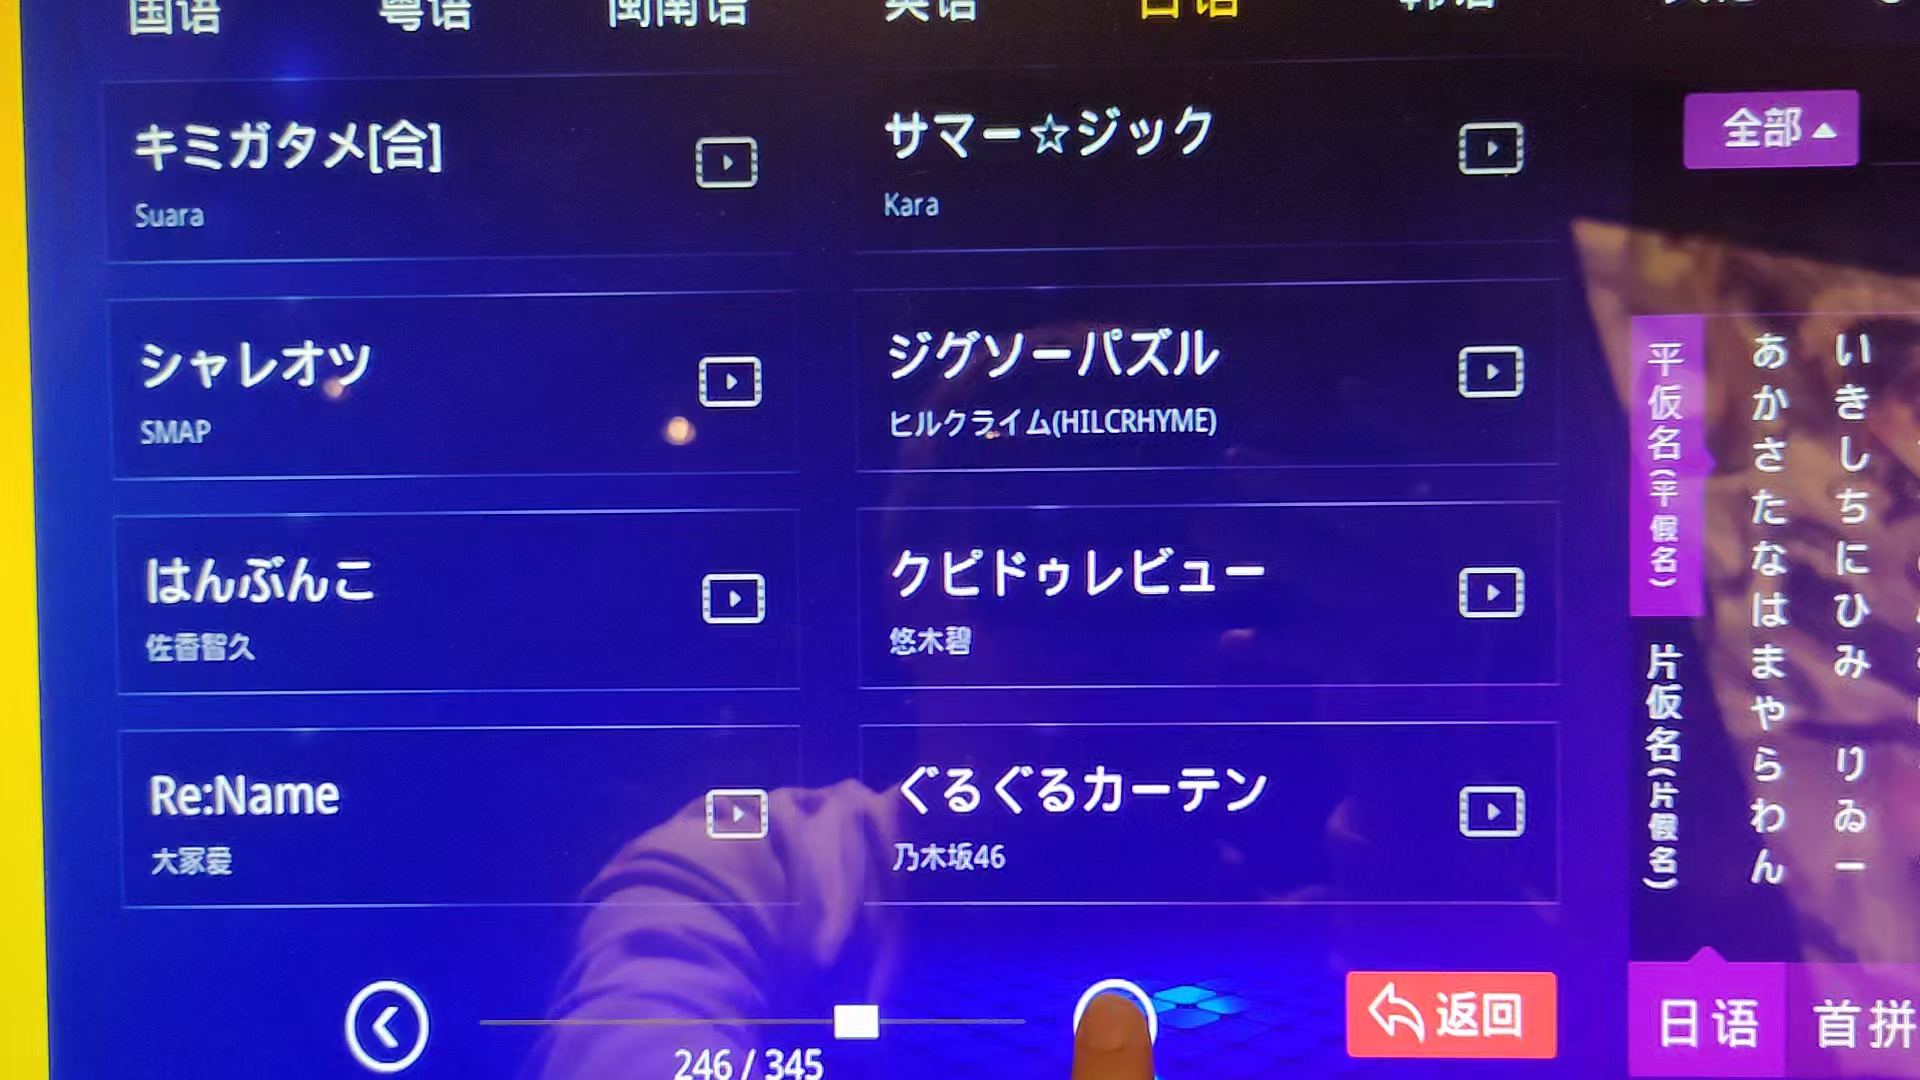 国语 粤语 闽南语 英语 日语 韩语
キミガタメ[合]
Suara
サマー☆ジック
Kara
シャレオツ
SMAP
ジグソーパズル
ヒルクライム(HILCRHYME)
はんぶんこ
佐香智久
クピドゥレビュー
悠木碧
Re:Name
大冢爱
ぐるぐるカーテン
乃木坂46
246 / 345
返回
全部
平仮名(平假名)
片仮名(片假名)
あかさたなはまやらわん
いきしちにひみ りゐー
日语
首拼